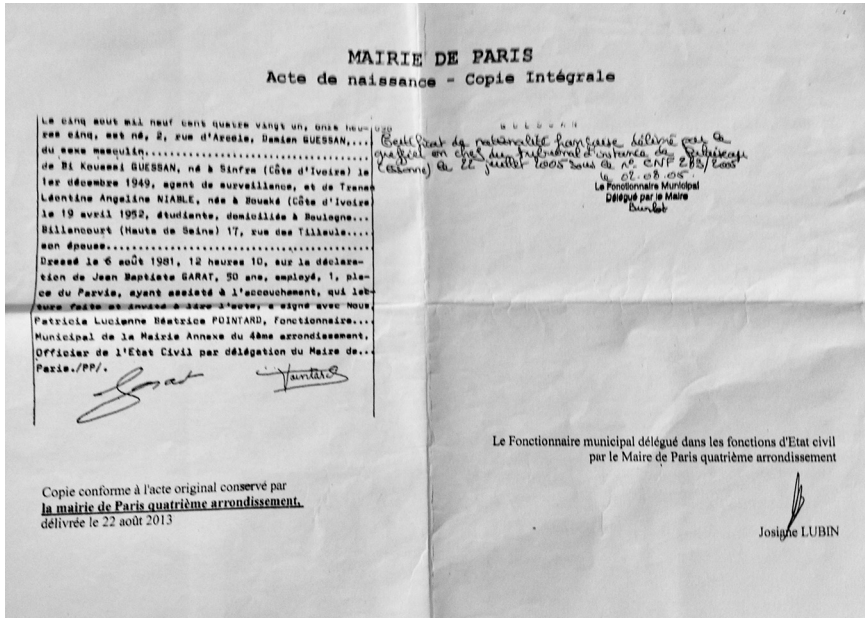 MAIRIE DE PARIS
Acte de naissance - Copie Intégrale
Le cinq aout mil neuf cent quatre vingt un, onze heu-
res cinq, est né, 2, rue d'Arcole, Damien GUESSAN,...
du sexe masculin...
de Bi Kouassi GUESSAN, né à Sinfra (Côte d'Ivoire) le
1er décembre 1949, agent de surveillance, et de
Léontine Angeline NIABLE, née à Bouaké (Côte d'Ivoire)
le 19 avril 1952, étudiante, domiciliés à Boulogne-
Billancourt (Hauts de Seine) 17, rue des Tilleuls...
son épouse...
Dressé le 6 août 1981, 12 heures 10, sur la déclara-
tion de Jean Baptiste GARAT, 50 ans, employé, 1, pla-
ce du Parvis, ayant assisté à l'accouchement, qui lec-
ture faite et invité à lire l'acte, a signé avec Nous
Patricia Lucienne Béatrice POINTARD, Fonctionnaire...
Municipal de la Mairie Annexe du 4ème arrondissement,
Officier de l'Etat Civil par délégation du Maire de...
Paris./PP/.
Certificat de nationalité française délivré par le
greffier en chef du tribunal d'instance de Palaiseau
(Essonne) le 22 juillet 2005 sous le n° CNF 283/2005
le 02.08.05.
Le Fonctionnaire Municipal
Délégué par le Maire
Le Fonctionnaire municipal délégué dans les fonctions d'Etat civil
par le Maire de Paris quatrième arrondissement
Copie conforme à l'acte original conservé par
la mairie de Paris quatrième arrondissement,
délivrée le 22 août 2013
Josiane LUBIN